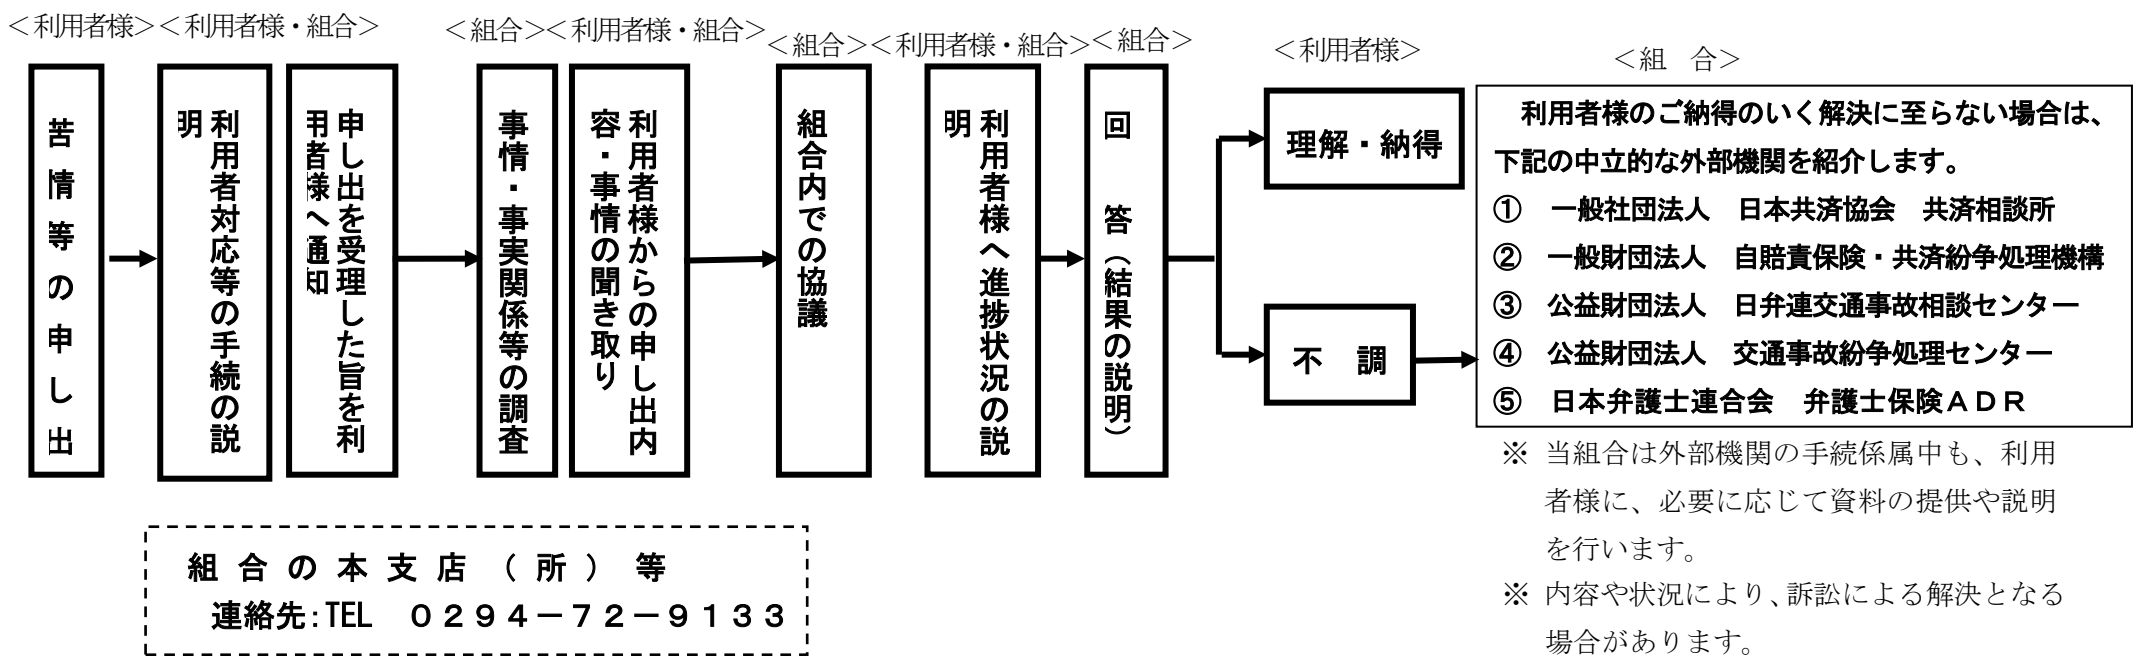 ＜利用者様＞
＜利用者様・組合＞
＜組合＞
＜利用者様・組合＞
＜組合＞
＜利用者様・組合＞
＜組合＞
＜利用者様＞
＜組　合＞
苦情等の申し出
利用者対応等の手続の説
明
申し出を受理した旨を利
用者様へ通知
事情・事実関係等の調査
利用者様からの申し出内
容・事情の聞き取り
組合内での協議
利用者様へ進捗状況の説
明
回　答（結果の説明）
理解・納得
不　調
利用者様のご納得のいく解決に至らない場合は、
下記の中立的な外部機関を紹介します。
①　一般社団法人　日本共済協会　共済相談所
②　一般財団法人　自賠責保険・共済紛争処理機構
③　公益財団法人　日弁連交通事故相談センター
④　公益財団法人　交通事故紛争処理センター
⑤　日本弁護士連合会　弁護士保険ＡＤＲ
※ 当組合は外部機関の手続係属中も、利用
者様に、必要に応じて資料の提供や説明
を行います。
※ 内容や状況により、訴訟による解決となる
場合があります。
組合の本支店（所）等
連絡先:TEL　０２９４－７２－９１３３